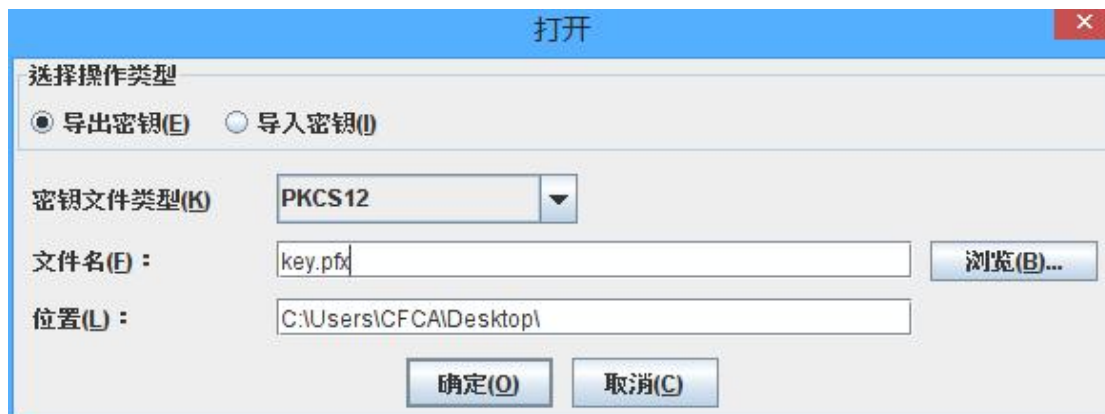 打开
选择操作类型
导出密钥(E) 导入密钥(I)
密钥文件类型(K) PKCS12
文件名(F)： key.pfx 浏览(B)...
位置(L)： C:\Users\CFCA\Desktop\
确定(O) 取消(C)